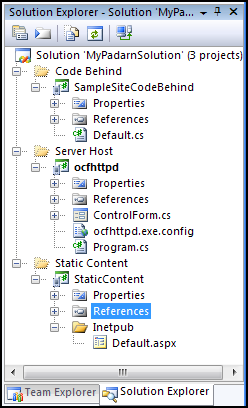 Solution Explorer - Solution 'MyPa...
Solution 'MyPadarnSolution' (3 projects)
Code Behind
SampleSiteCodeBehind
Properties
References
Default.cs
Server Host
ocfhttpd
Properties
References
ControlForm.cs
ocfhttpd.exe.config
Program.cs
Static Content
StaticContent
Properties
References
Inetpub
Default.aspx
Team Explorer
Solution Explorer